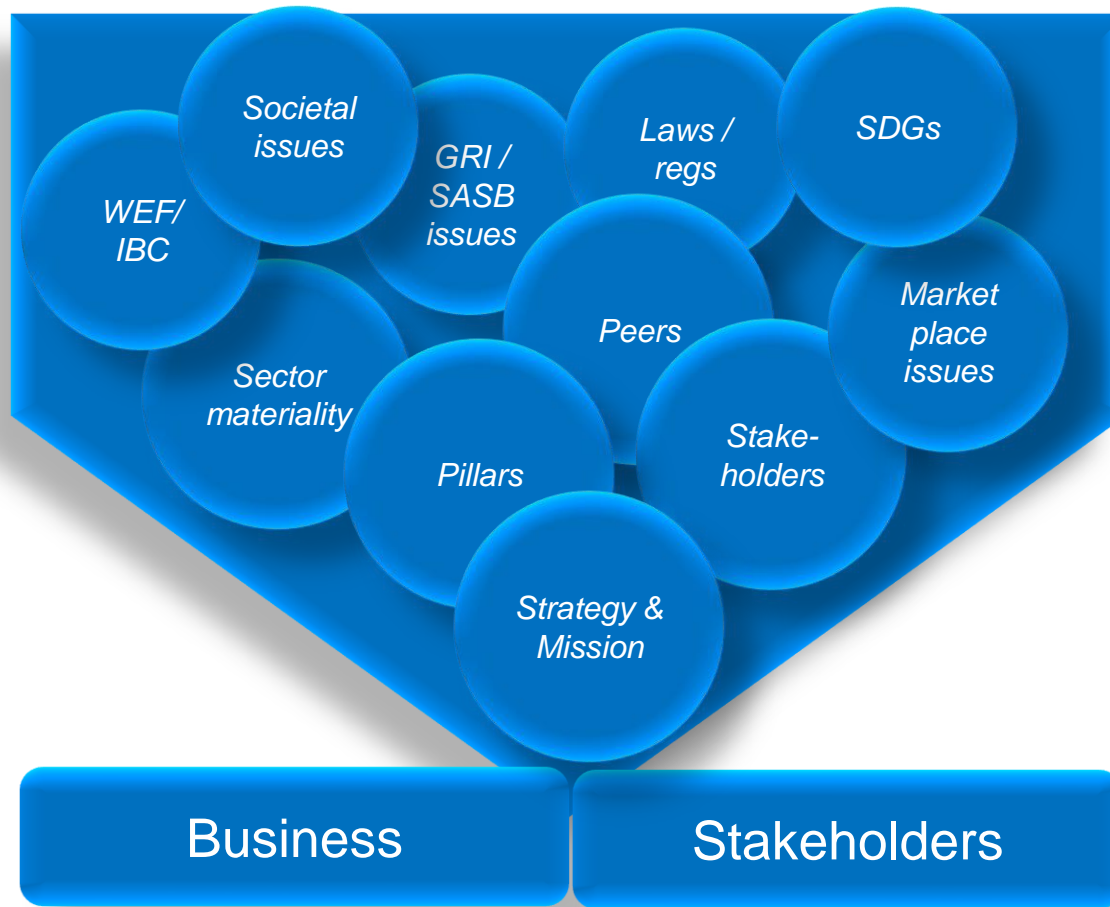 Societal
issues
GRI /
SASB
issues
Laws /
regs
SDGs
WEF/
IBC
Market
place
issues
Peers
Sector
materiality
Pillars
Stake-
holders
Strategy &
Mission
Business
Stakeholders